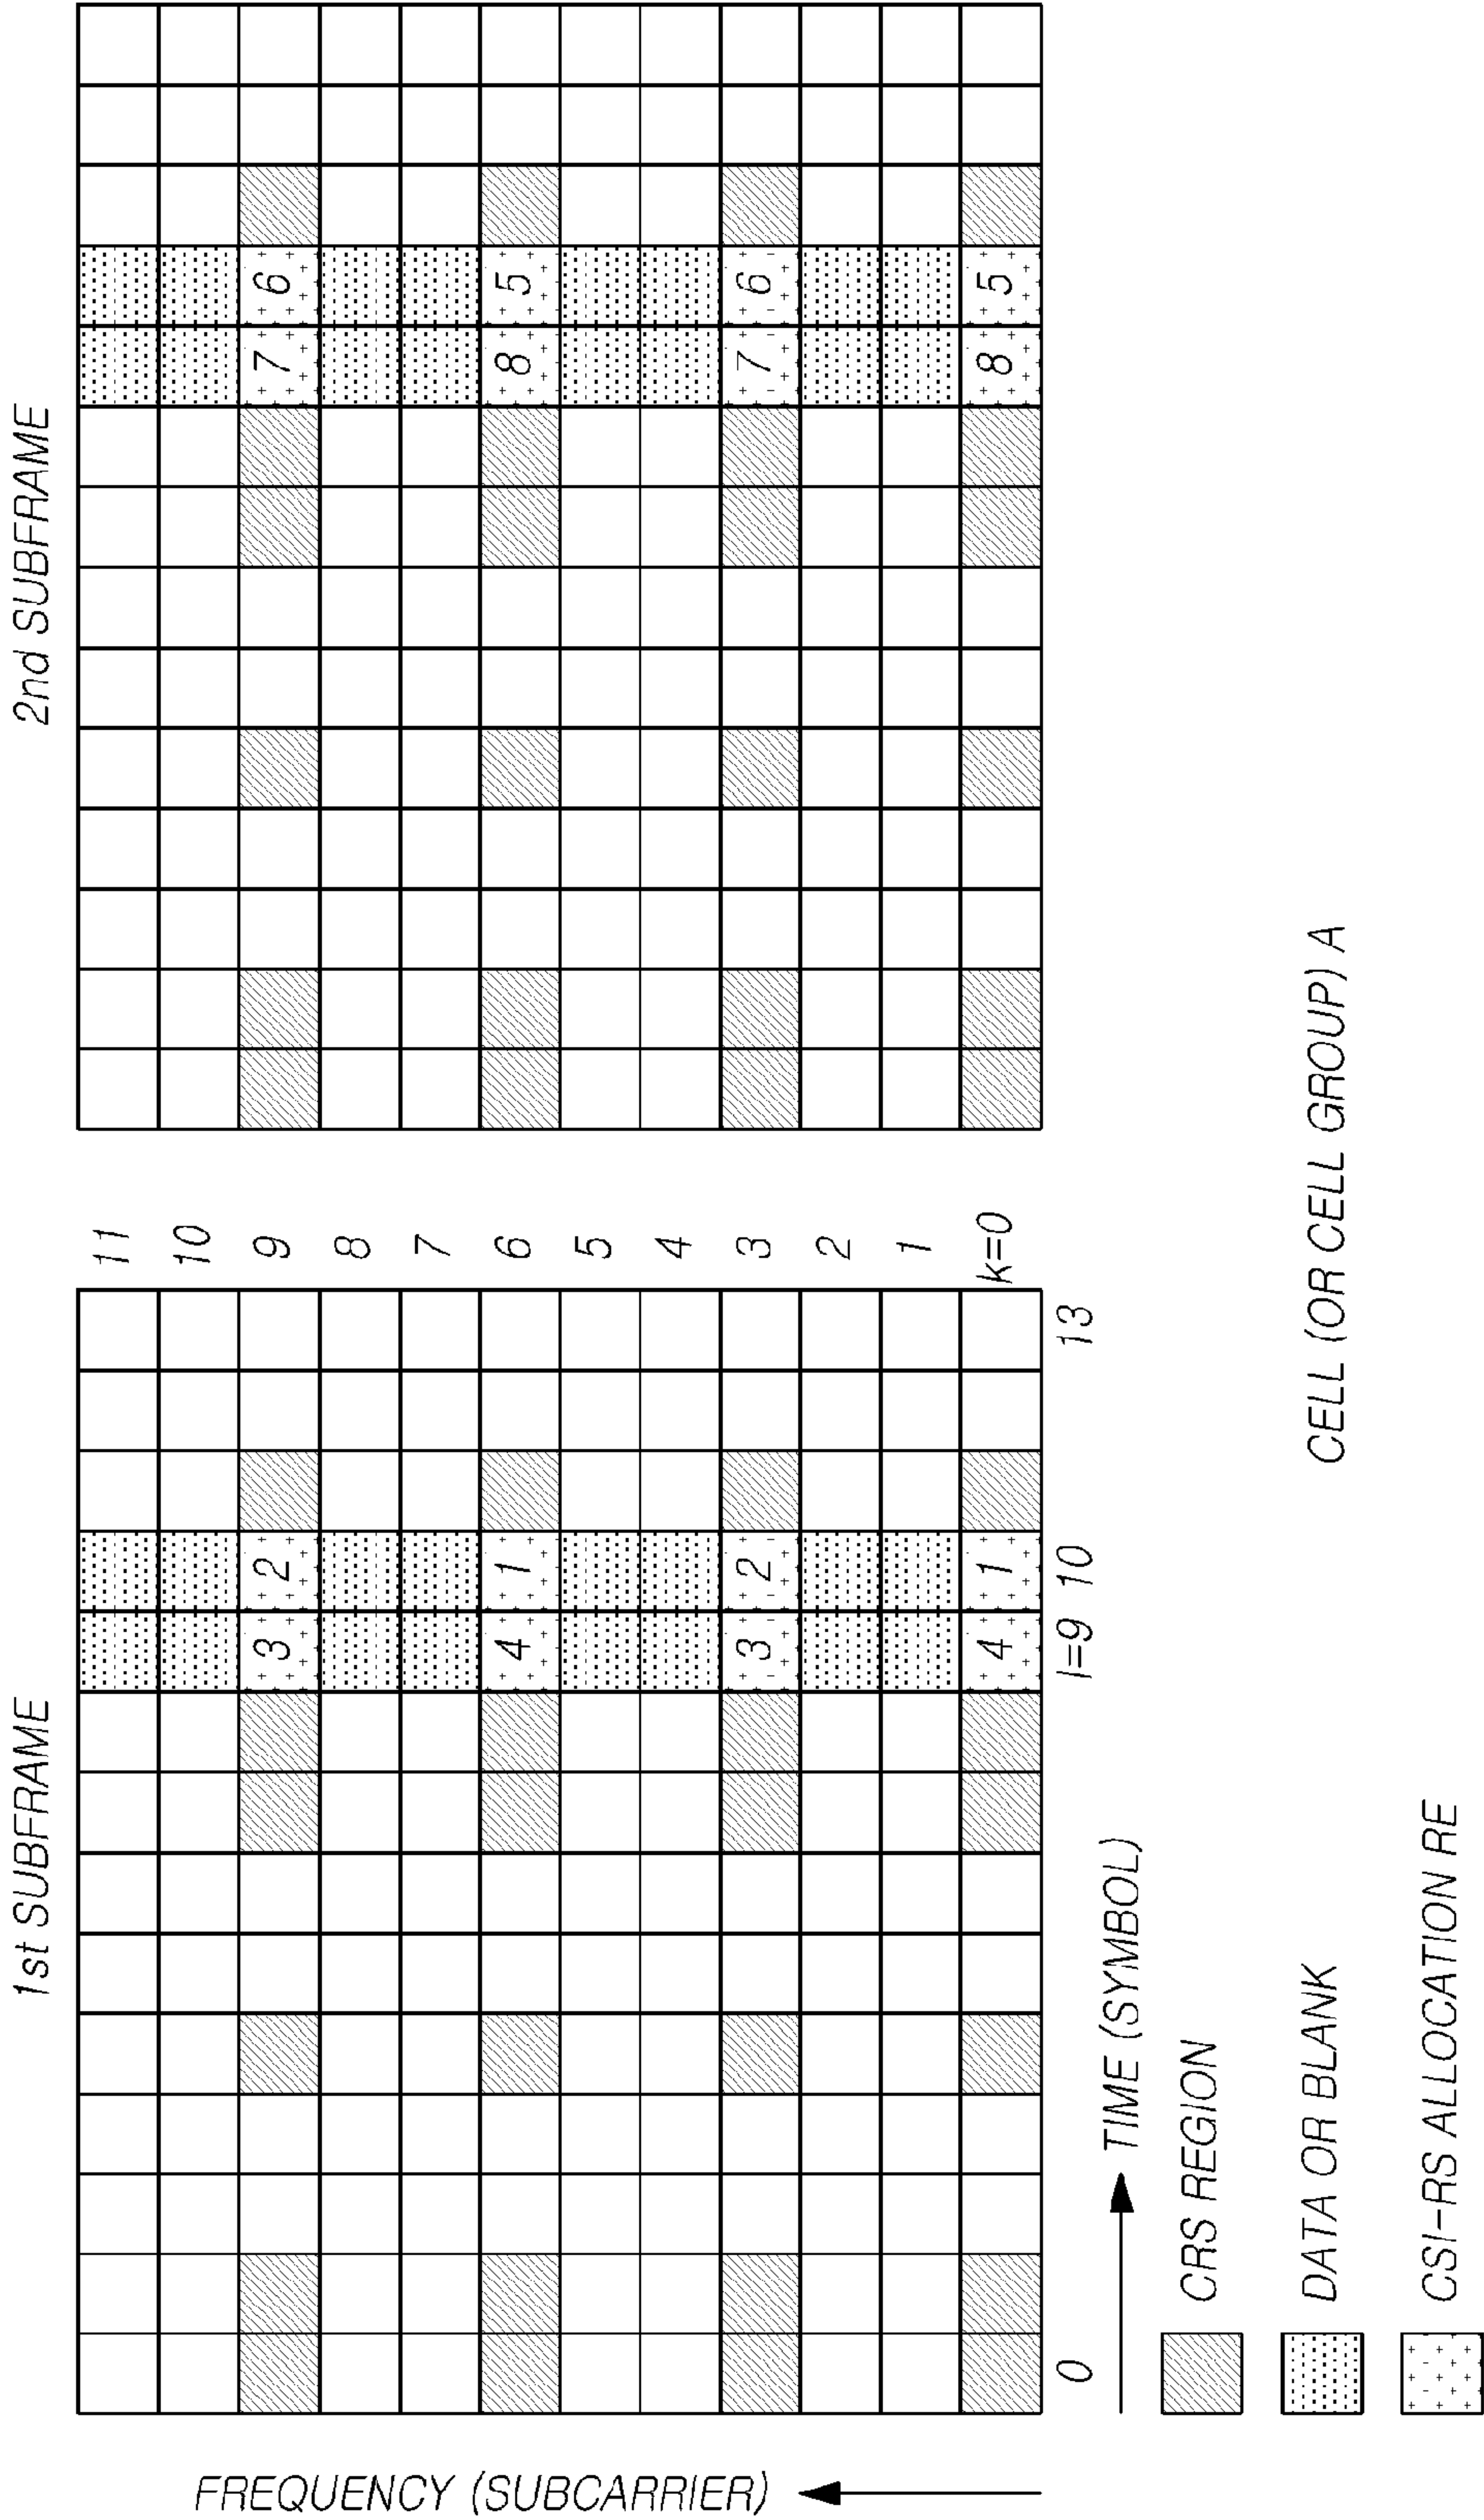 1st SUBFRAME
2nd SUBFRAME
FREQUENCY (SUBCARRIER)
11
10
3 2 9 7 6
8
7
4 1 6 8 5
5
4
3 2 3 7 6
2
1
4 1 k=0 8 5
0 l=9 10 13
TIME (SYMBOL)
CRS REGION
DATA OR BLANK
CELL (OR CELL GROUP) A
CSI-RS ALLOCATION RE